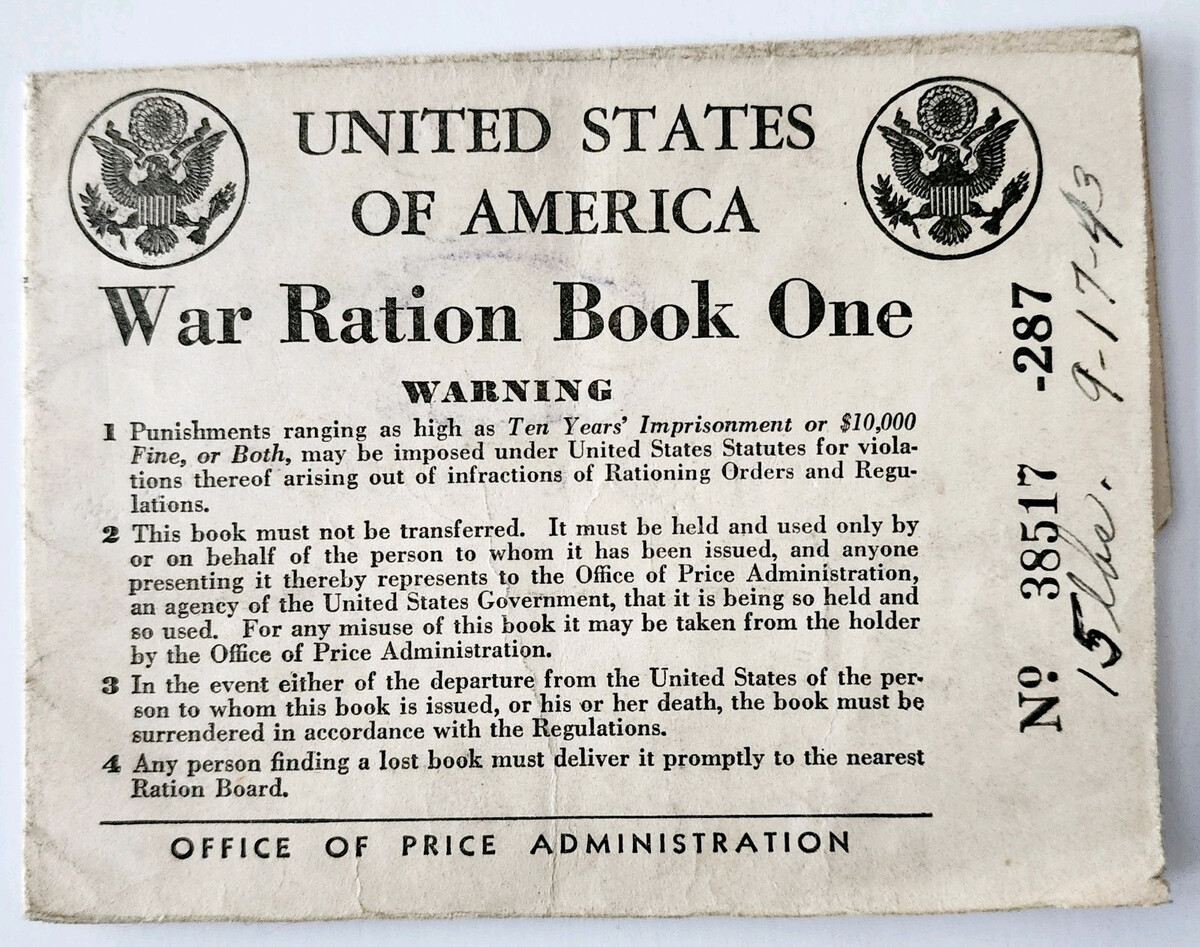 UNITED STATES
OF AMERICA
War Ration Book One
WARNING
1 Punishments ranging as high as Ten Years' Imprisonment or $10,000
Fine, or Both, may be imposed under United States Statutes for viola-
tions thereof arising out of infractions of Rationing Orders and Regu-
lations.
2 This book must not be transferred. It must be held and used only by
or on behalf of the person to whom it has been issued, and anyone
presenting it thereby represents to the Office of Price Administration,
an agency of the United States Government, that it is being so held and
so used. For any misuse of this book it may be taken from the holder
by the Office of Price Administration.
3 In the event either of the departure from the United States of the per-
son to whom this book is issued, or his or her death, the book must be
surrendered in accordance with the Regulations.
4 Any person finding a lost book must deliver it promptly to the nearest
Ration Board.
OFFICE OF PRICE ADMINISTRATION
Nº 38517 -287
15 lbs. 9-17-43